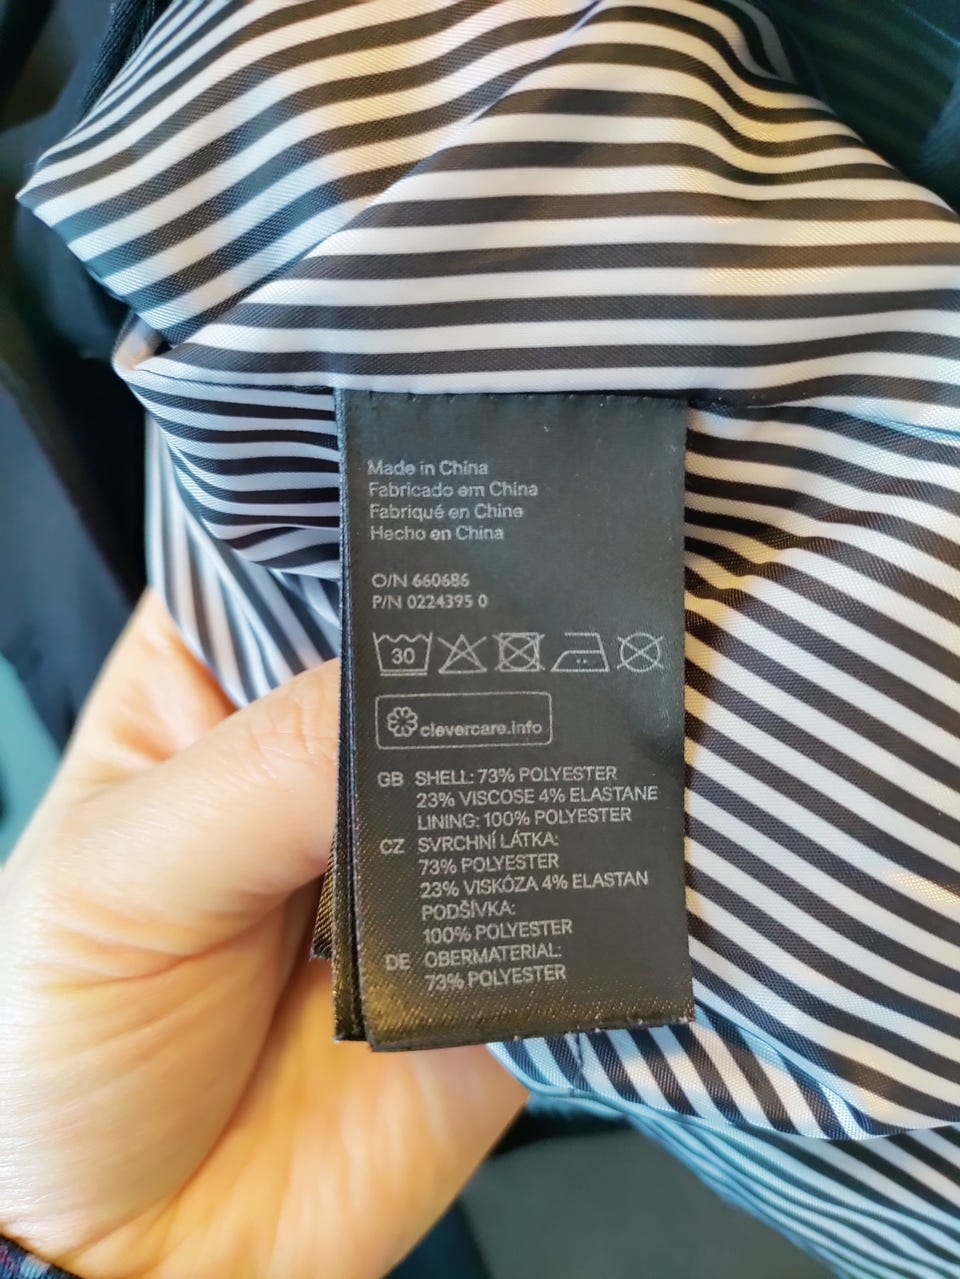 Made in China
Fabricado em China
Fabriqué en Chine
Hecho en China
O/N 660686
P/N 0224395 0
30
clevercare.info
GB SHELL: 73% POLYESTER
23% VISCOSE 4% ELASTANE
LINING: 100% POLYESTER
CZ SVRCHNÍ LÁTKA:
73% POLYESTER
23% VISKÓZA 4% ELASTAN
PODŠÍVKA:
100% POLYESTER
DE OBERMATERIAL:
73% POLYESTER